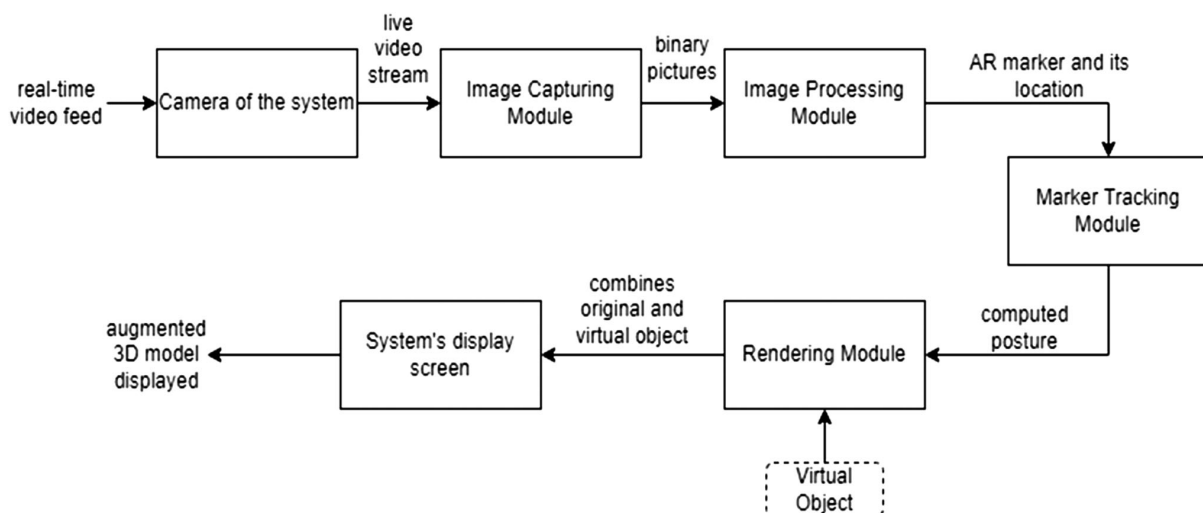 real-time
video feed
Camera of the system
live
video
stream
Image Capturing
Module
binary
pictures
Image Processing
Module
AR marker and its
location
Marker Tracking
Module
computed
posture
Rendering Module
Virtual
Object
combines
original and
virtual object
System's display
screen
augmented
3D model
displayed